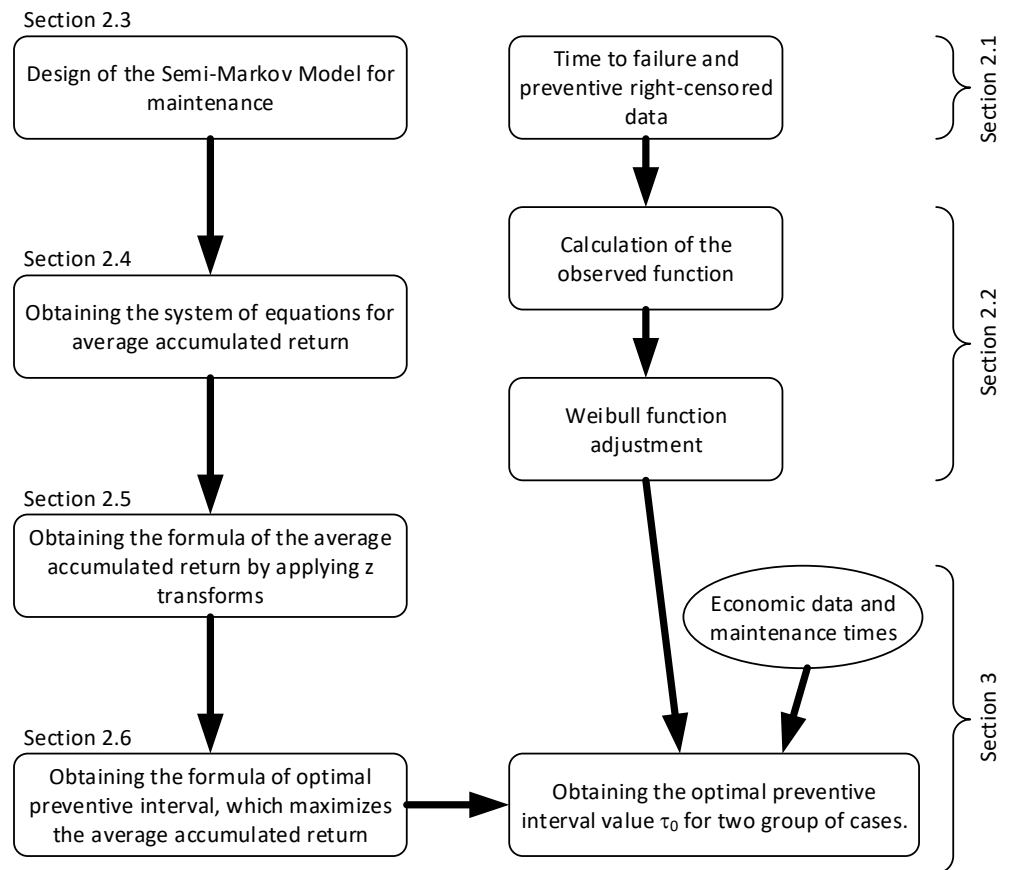 Section 2.3
Design of the Semi-Markov Model for
maintenance
Section 2.4
Obtaining the system of equations for
average accumulated return
Section 2.5
Obtaining the formula of the average
accumulated return by applying z
transforms
Section 2.6
Obtaining the formula of optimal
preventive interval, which maximizes
the average accumulated return
Time to failure and
preventive right-censored
data
Calculation of the
observed function
Weibull function
adjustment
Economic data and
maintenance times
Obtaining the optimal preventive
interval value τ₀ for two group of cases.
Section 2.1
Section 2.2
Section 3